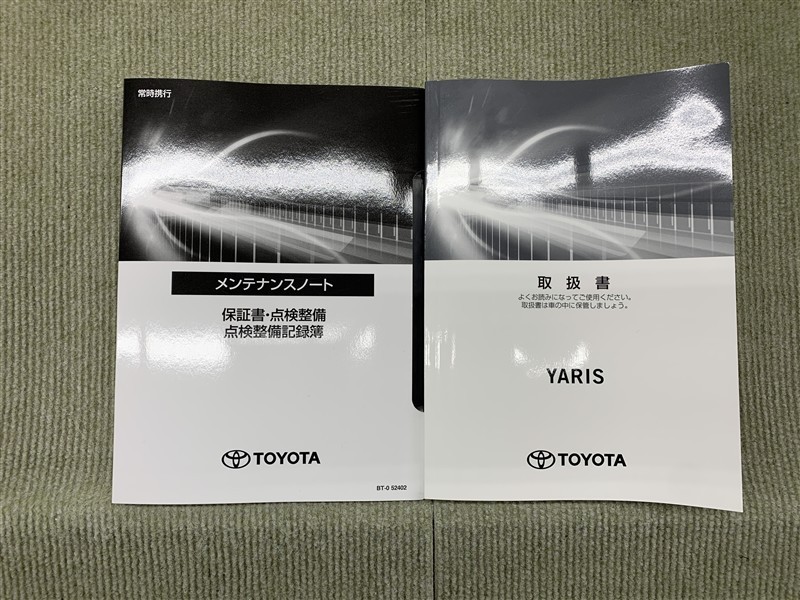 常時携行
メンテナンスノート
保証書・点検整備
点検整備記録簿
TOYOTA
BT-0 52402
取扱書
よくお読みになってご使用ください。
取扱書は車の中に保管しましょう。
YARIS
TOYOTA